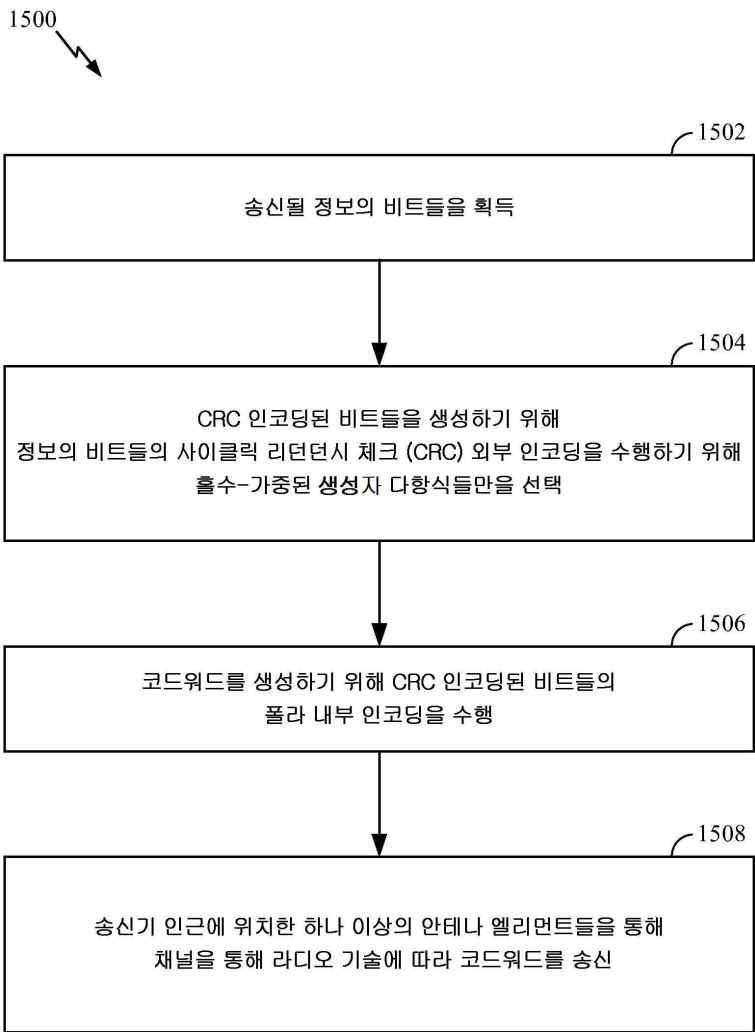 1500
1502
송신될 정보의 비트들을 획득
1504
CRC 인코딩된 비트들을 생성하기 위해
정보의 비트들의 사이클릭 리던던시 체크 (CRC) 외부 인코딩을 수행하기 위해
홀수-가중된 생성자 다항식들만을 선택
1506
코드워드를 생성하기 위해 CRC 인코딩된 비트들의
폴라 내부 인코딩을 수행
1508
송신기 인근에 위치한 하나 이상의 안테나 엘리먼트들을 통해
채널을 통해 라디오 기술에 따라 코드워드를 송신